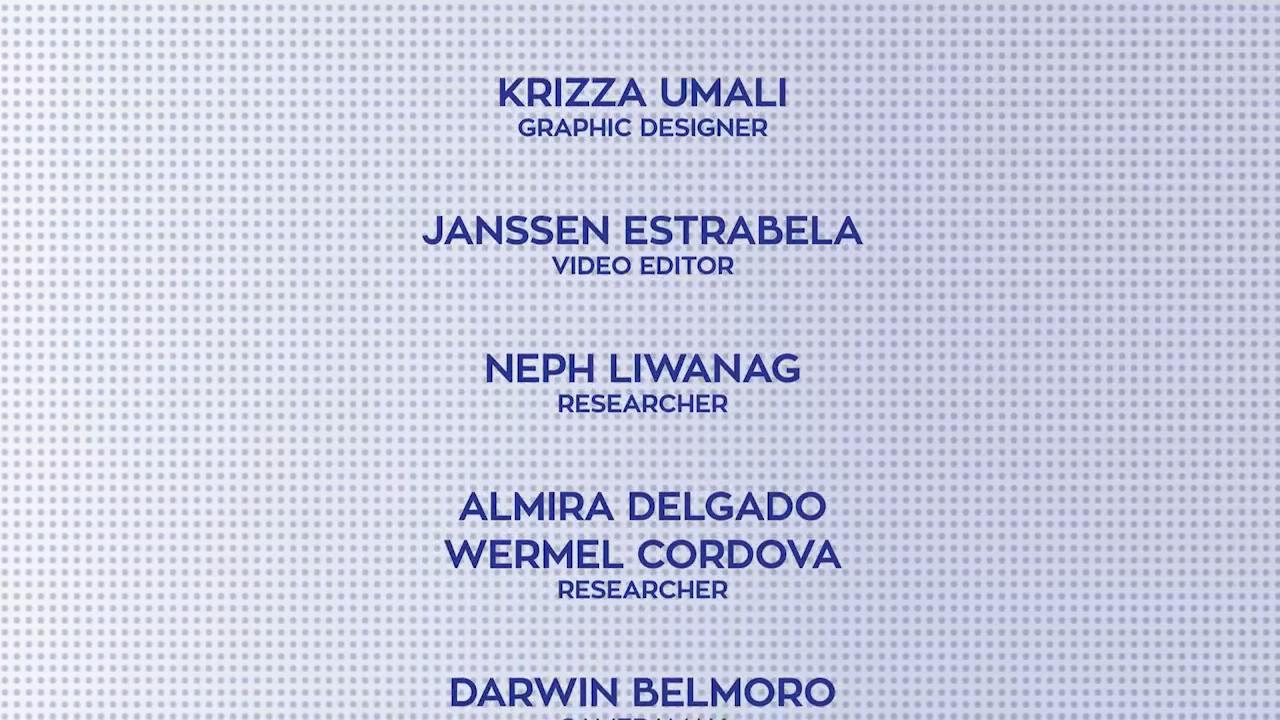 KRIZZA UMALI
GRAPHIC DESIGNER
JANSSEN ESTRABELA
VIDEO EDITOR
NEPH LIWANAG
RESEARCHER
ALMIRA DELGADO
WERMEL CORDOVA
RESEARCHER
DARWIN BELMORO